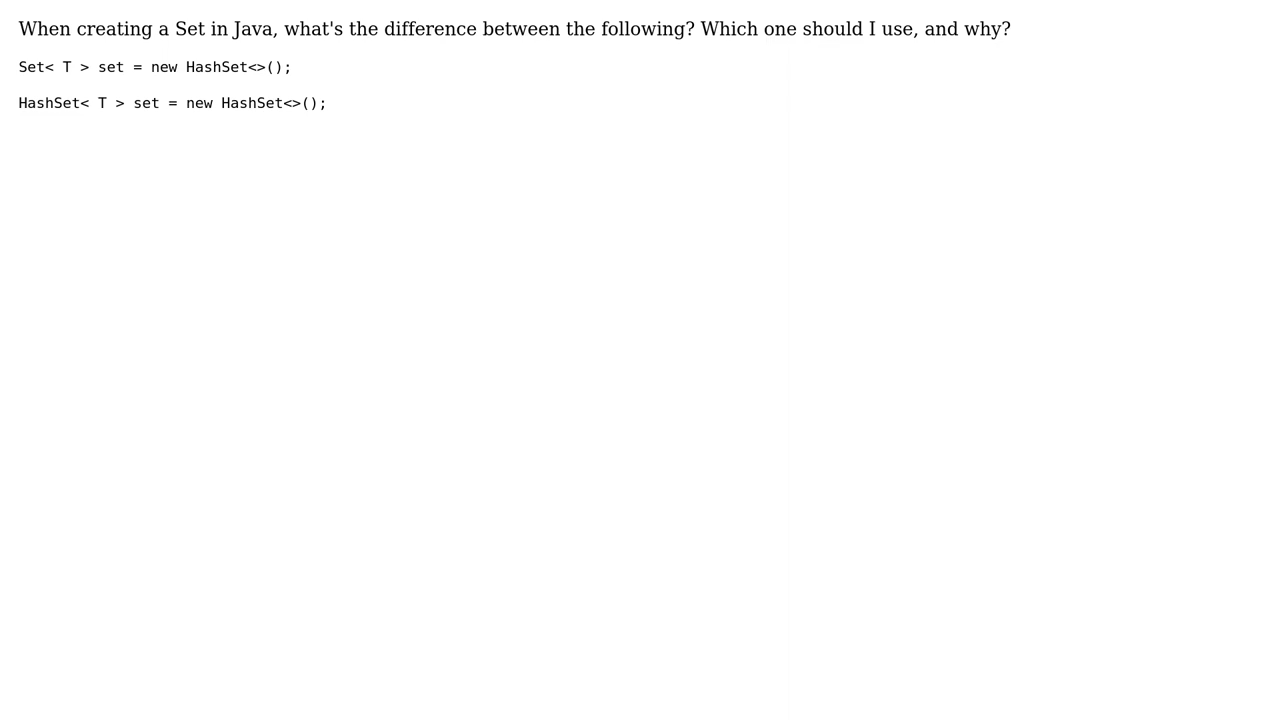 When creating a Set in Java, what's the difference between the following? Which one should I use, and why?
Set< T > set = new HashSet<>();
HashSet< T > set = new HashSet<>();